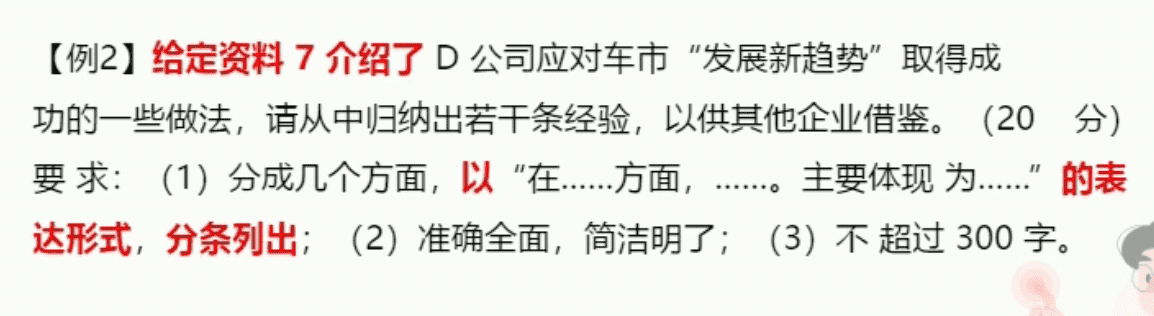 【例2】给定资料 7 介绍了 D 公司应对车市“发展新趋势”取得成
功的一些做法，请从中归纳出若干条经验，以供其他企业借鉴。（20 分）
要 求：（1）分成几个方面，以“在……方面，……。主要体现 为……”的表
达形式，分条列出；（2）准确全面，简洁明了；（3）不 超过 300 字。